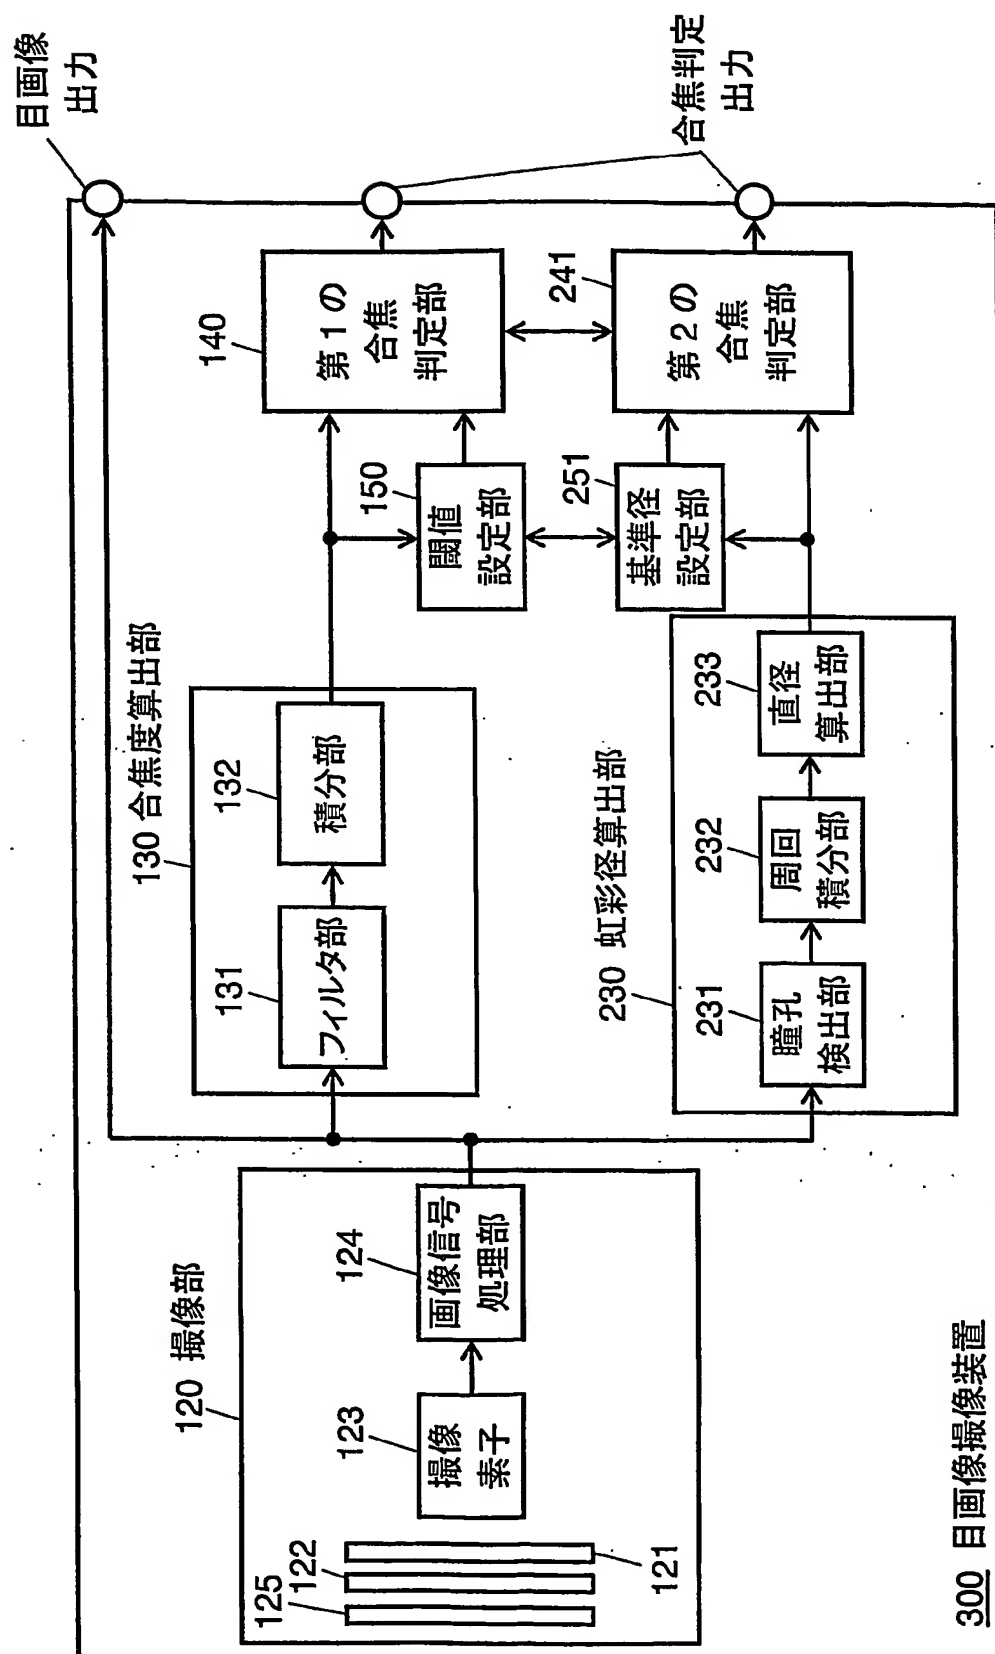 目画像
出力
合焦判定
出力
140
第1の
合焦
判定部
241
第2の
合焦
判定部
150
閾値
設定部
251
基準径
設定部
130 合焦度算出部
131
フィルタ部
132
積分部
230 虹彩径算出部
231
瞳孔
検出部
232
周回
積分部
233
直径
算出部
120 撮像部
125
122
121
123
撮像
素子
124
画像信号
処理部
300 目画像撮像装置